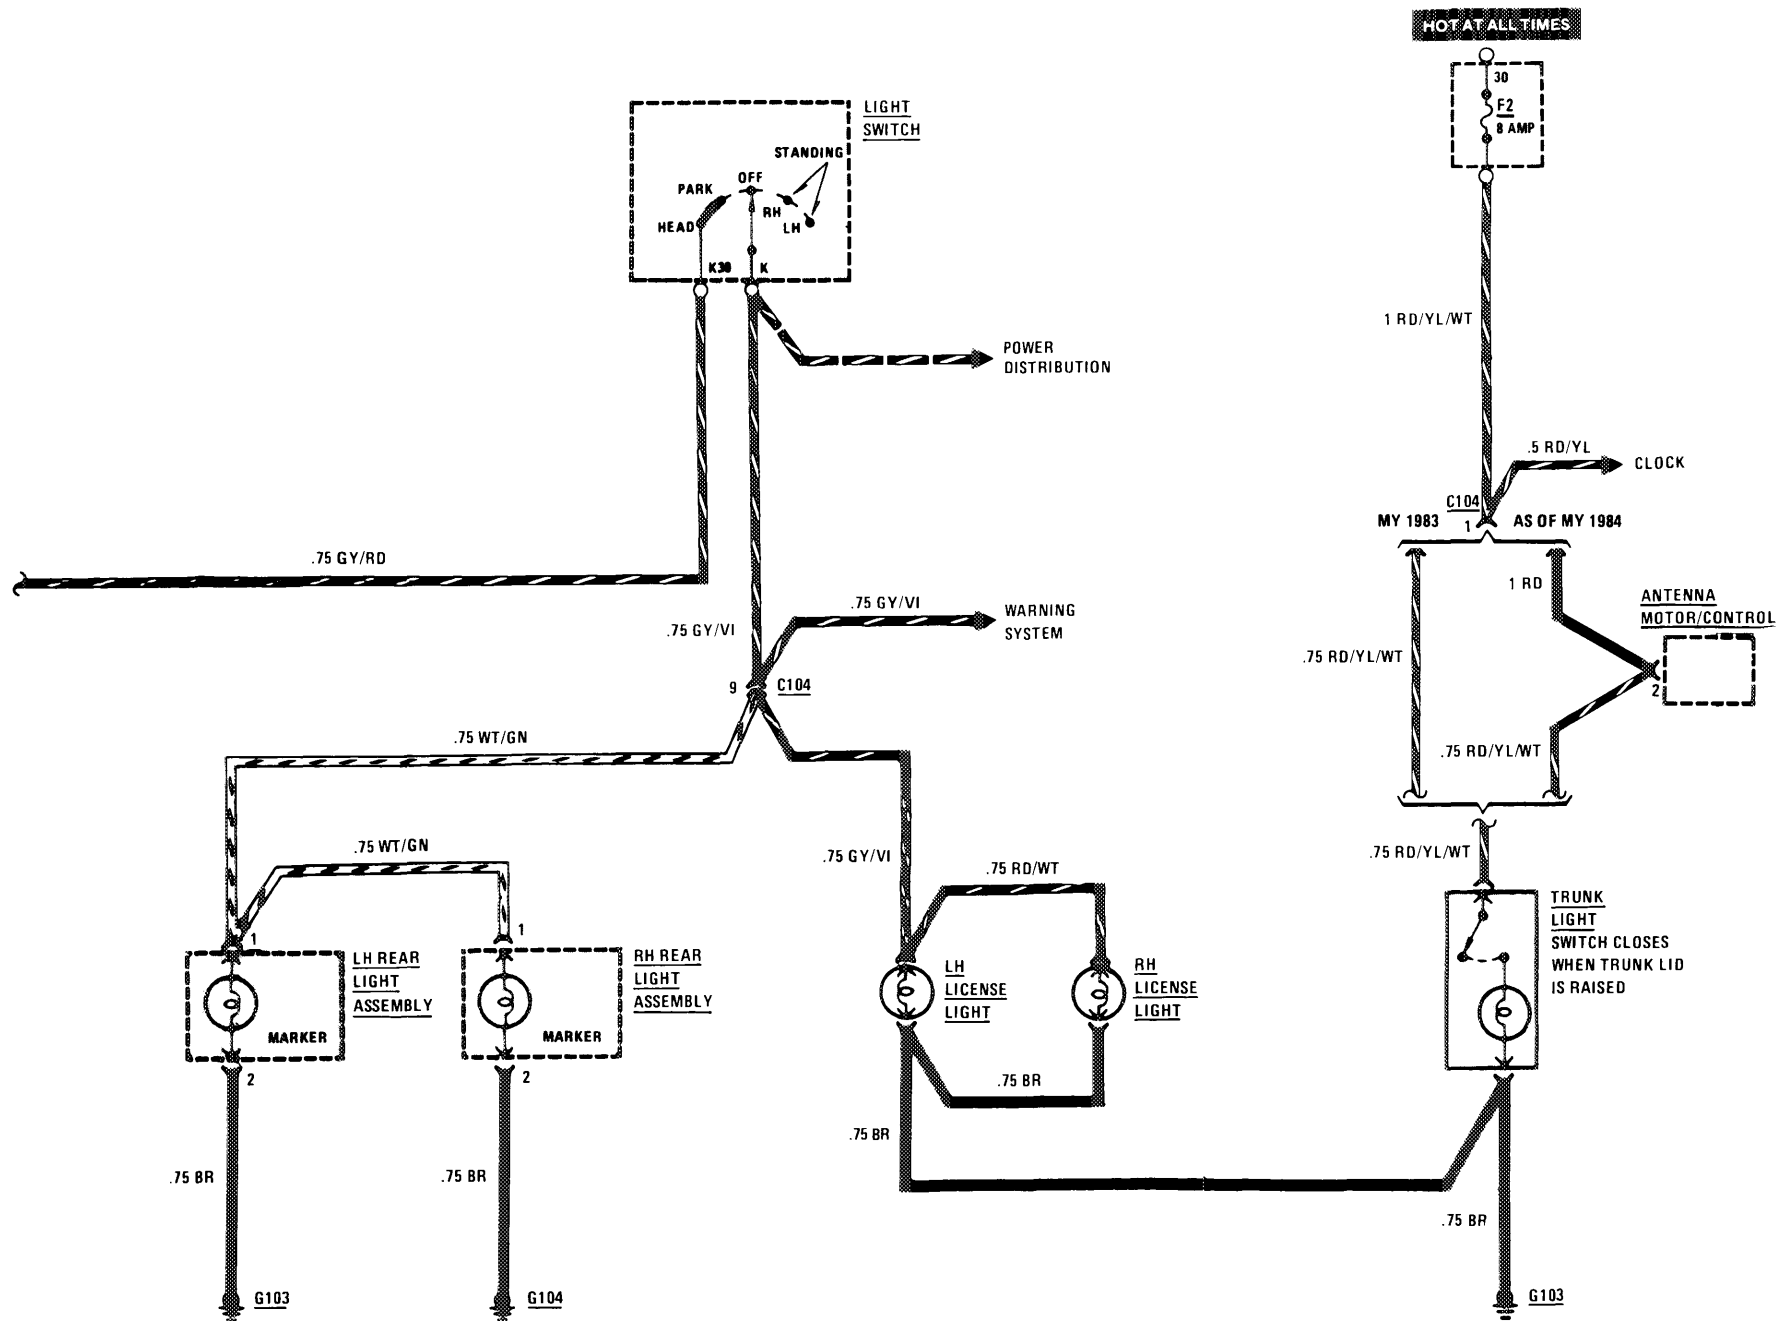 HOT AT ALL TIMES
30
F2
8 AMP
LIGHT
SWITCH
STANDING
OFF
PARK
RH
HEAD
LH
K30
K
1 RD/YL/WT
POWER
DISTRIBUTION
.5 RD/YL
CLOCK
C104
MY 1983
1
AS OF MY 1984
.75 GY/RD
1 RD
ANTENNA
MOTOR/CONTROL
.75 GY/VI
WARNING
SYSTEM
.75 GY/VI
.75 RD/YL/WT
9
C104
2
.75 WT/GN
.75 RD/YL/WT
.75 WT/GN
.75 GY/VI
.75 RD/WT
.75 RD/YL/WT
TRUNK
LIGHT
SWITCH CLOSES
WHEN TRUNK LID
IS RAISED
1
1
LH REAR
LIGHT
ASSEMBLY
RH REAR
LIGHT
ASSEMBLY
LH
LICENSE
LIGHT
RH
LICENSE
LIGHT
MARKER
MARKER
2
2
.75 BR
.75 BR
.75 BR
.75 BR
.75 BR
G103
G104
G103